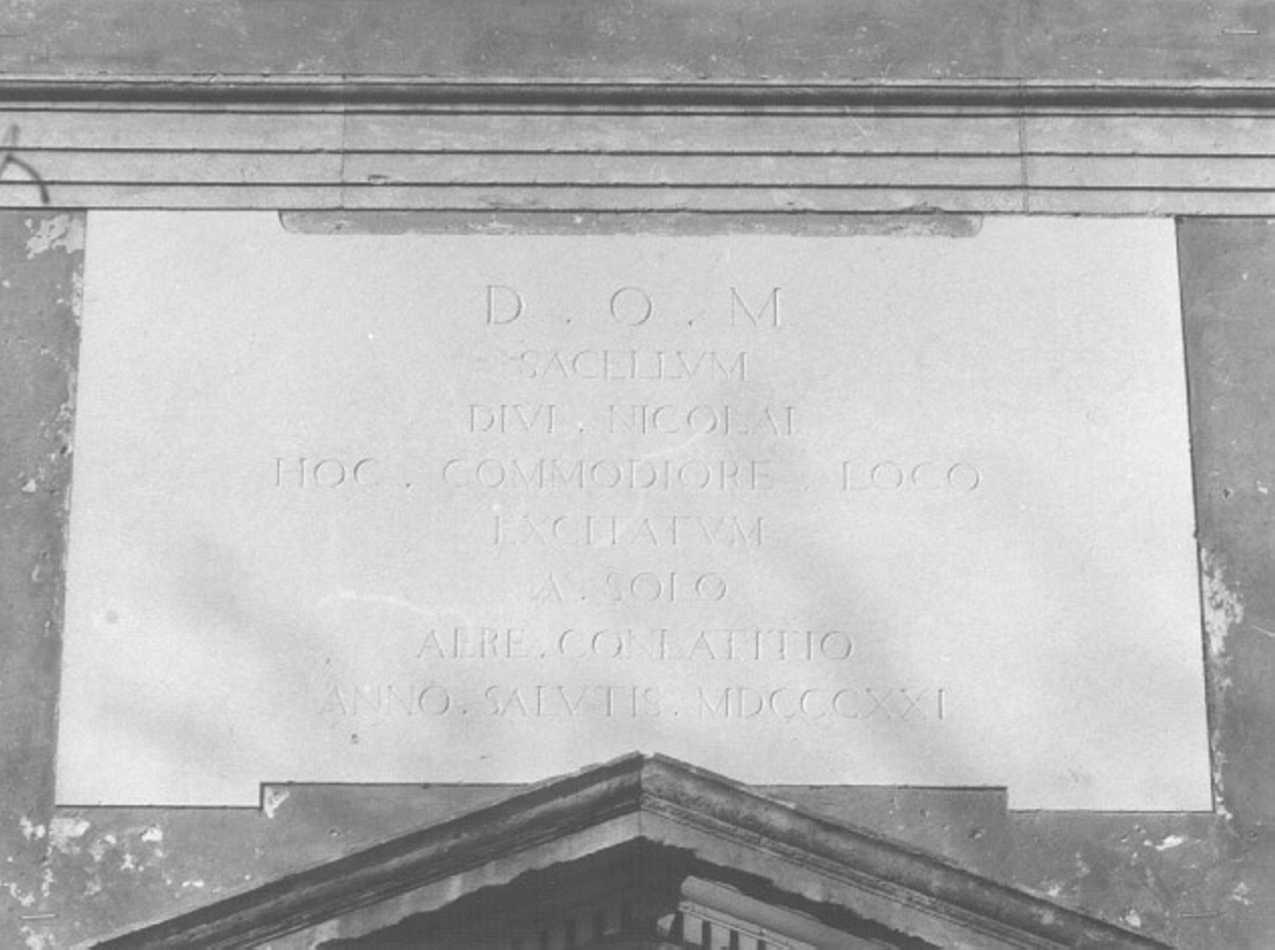 D . O . M
SACELLVM
DIVI . NICOLAI
HOC . COMMODIORE . LOCO
EXCITATVM
A . SOLO
AERE . CONLATITIO
ANNO . SALVTIS . MDCCCXXI